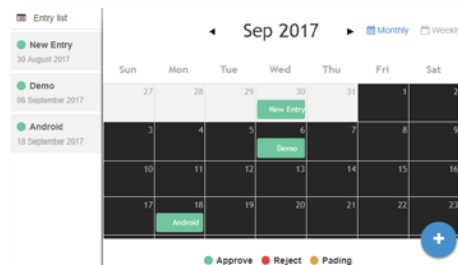 Entry list
New Entry
30 August 2017
Demo
06 September 2017
Android
18 September 2017
◄ Sep 2017 ► Monthly Weekly
Sun Mon Tue Wed Thu Fri Sat
27 28 29 30 31 1 2
New Entry
3 4 5 6 7 8 9
Demo
10 11 12 13 14 15 16
17 18 19 20 21 22 23
Android
+
Approve Reject Pading